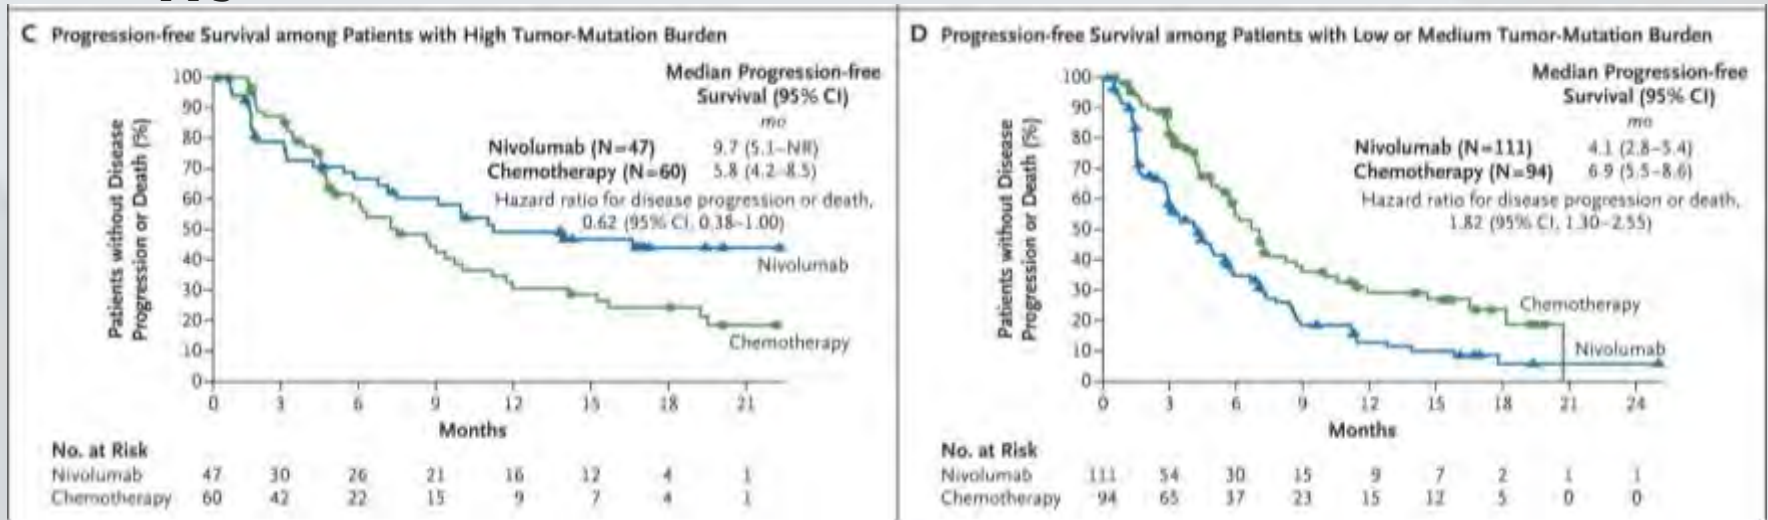 C Progression-free Survival among Patients with High Tumor-Mutation Burden
Patients without Disease
Progression or Death (%)
100
90
80
70
60
50
40
30
20
10
0
Median Progression-free
Survival (95% CI)
mo
Nivolumab (N=47) 9.7 (5.1–NR)
Chemotherapy (N=60) 5.8 (4.2–8.5)
Hazard ratio for disease progression or death,
0.62 (95% CI, 0.38–1.00)
Nivolumab
Chemotherapy
0 3 6 9 12 15 18 21
Months
No. at Risk
Nivolumab 47 30 26 21 16 12 4 1
Chemotherapy 60 42 22 15 9 7 4 1
D Progression-free Survival among Patients with Low or Medium Tumor-Mutation Burden
Patients without Disease
Progression or Death (%)
100
90
80
70
60
50
40
30
20
10
0
Median Progression-free
Survival (95% CI)
mo
Nivolumab (N=111) 4.1 (2.8–5.4)
Chemotherapy (N=94) 6.9 (5.5–8.6)
Hazard ratio for disease progression or death,
1.82 (95% CI, 1.30–2.55)
Chemotherapy
Nivolumab
0 3 6 9 12 15 18 21 24
Months
No. at Risk
Nivolumab 111 54 30 15 9 7 2 1 1
Chemotherapy 94 65 37 23 15 12 5 0 0